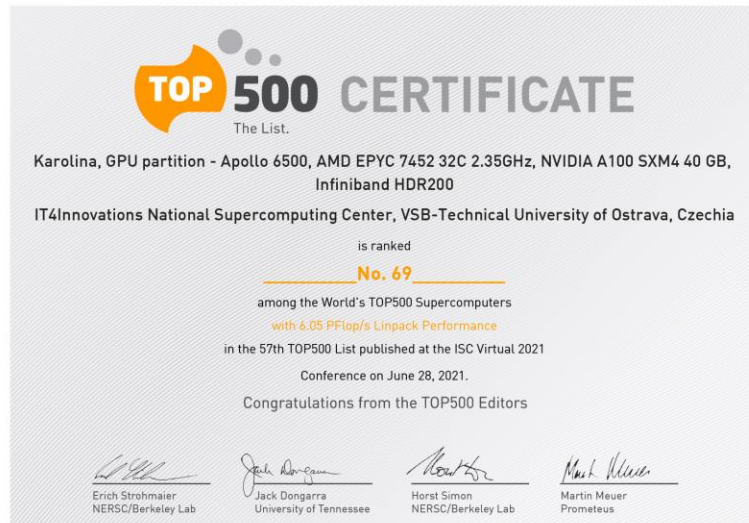 TOP 500 CERTIFICATE
The List.
Karolina, GPU partition - Apollo 6500, AMD EPYC 7452 32C 2.35GHz, NVIDIA A100 SXM4 40 GB,
Infiniband HDR200
IT4Innovations National Supercomputing Center, VSB-Technical University of Ostrava, Czechia
is ranked
No. 69
among the World's TOP500 Supercomputers
with 6.05 PFlop/s Linpack Performance
in the 57th TOP500 List published at the ISC Virtual 2021
Conference on June 28, 2021.
Congratulations from the TOP500 Editors
Erich Strohmaier
NERSC/Berkeley Lab
Jack Dongarra
University of Tennessee
Horst Simon
NERSC/Berkeley Lab
Martin Meuer
Prometeus